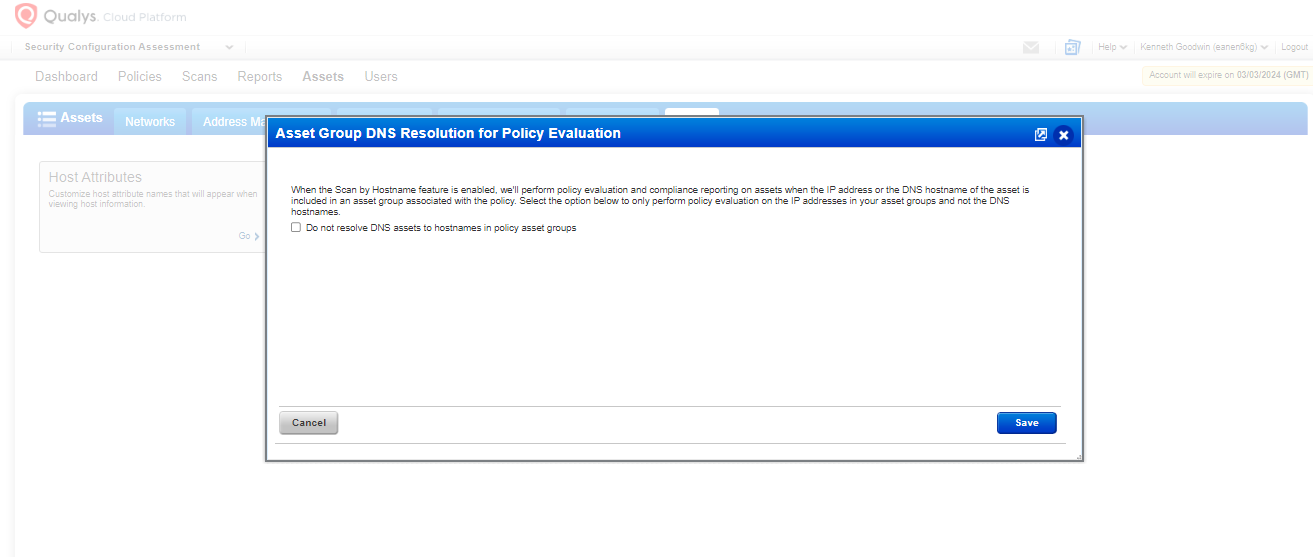 Qualys. Cloud Platform
Security Configuration Assessment
Help
Kenneth Goodwin (eanen6kg)
Logout
Dashboard Policies Scans Reports Assets Users
Account will expire on 03/03/2024 (GMT)
Assets
Networks
Address Ma
Asset Group DNS Resolution for Policy Evaluation
Host Attributes
Customize host attribute names that will appear when
viewing host information.
Go
When the Scan by Hostname feature is enabled, we'll perform policy evaluation and compliance reporting on assets when the IP address or the DNS hostname of the asset is
included in an asset group associated with the policy. Select the option below to only perform policy evaluation on the IP addresses in your asset groups and not the DNS
hostnames.
Do not resolve DNS assets to hostnames in policy asset groups
Cancel
Save